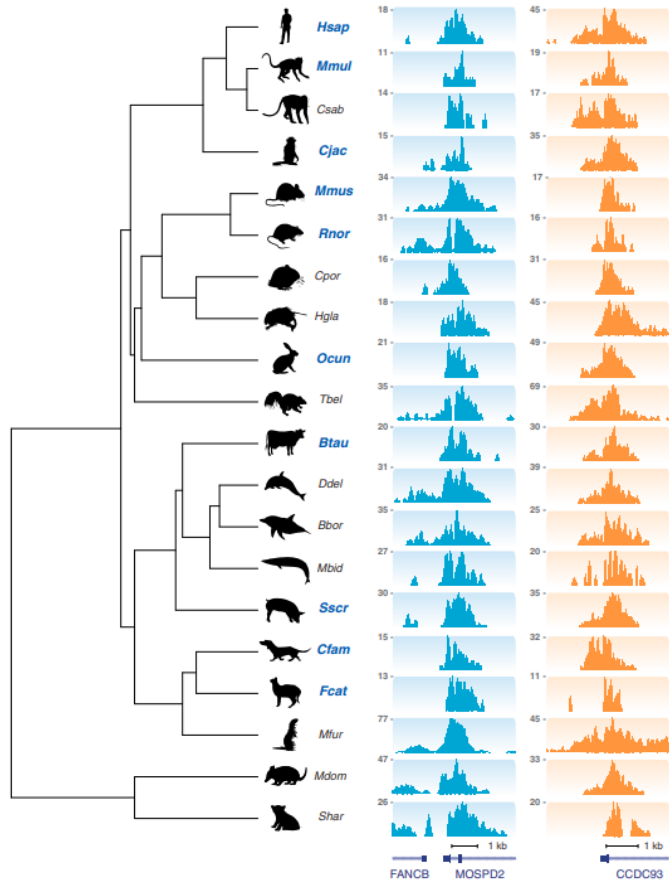 18 45
Hsap
11 19
Mmul
14 17
Csab
15 35
Cjac
34 17
Mmus
31 16
Rnor
16 31
Cpor
18 45
Hgla
21 49
Ocun
35 69
Tbel
20 30
Btau
31 39
Ddel
35 25
Bbor
27 20
Mbid
30 35
Sscr
15 32
Cfam
13 11
Fcat
77 45
Mfur
47 33
Mdom
26 20
Shar
1 kb 1 kb
FANCB MOSPD2 CCDC93